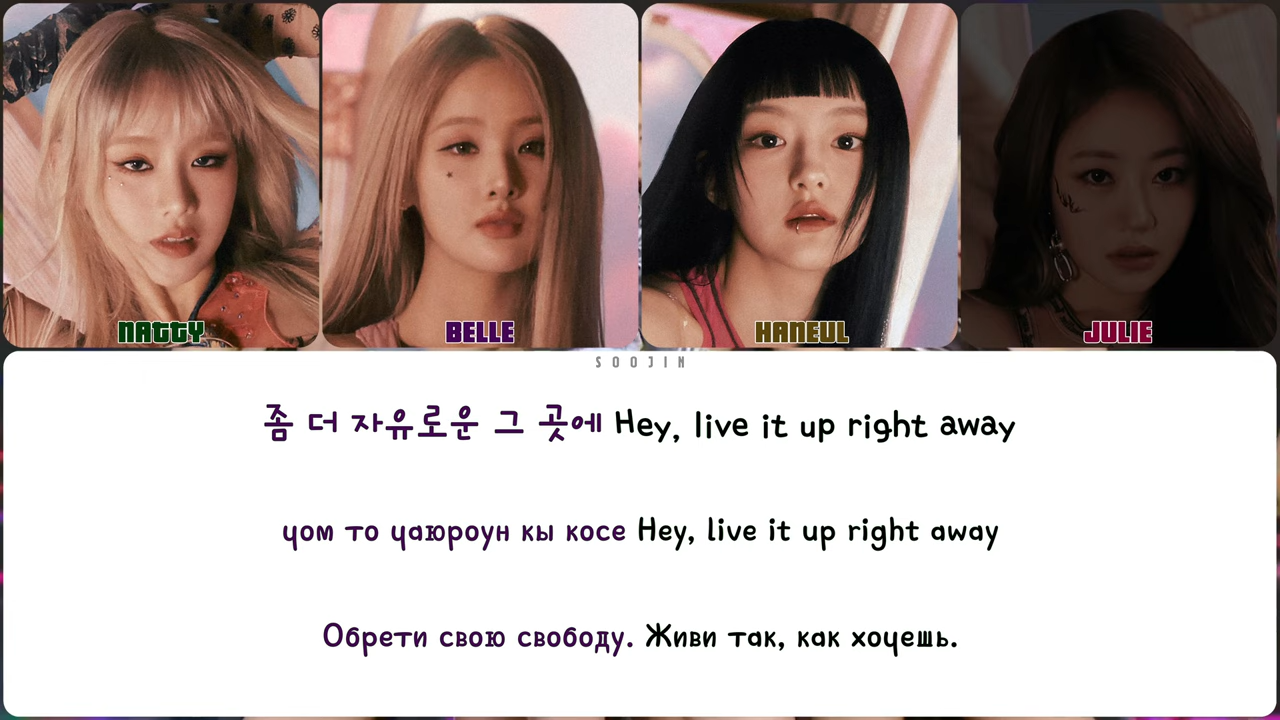 NATTY
BELLE
HANEUL
JULIE
SOOJIN
좀 더 자유로운 그 곳에 Hey, live it up right away
чом то чаюроун кы косе Hey, live it up right away
Обрети свою свободу. Живи так, как хочешь.